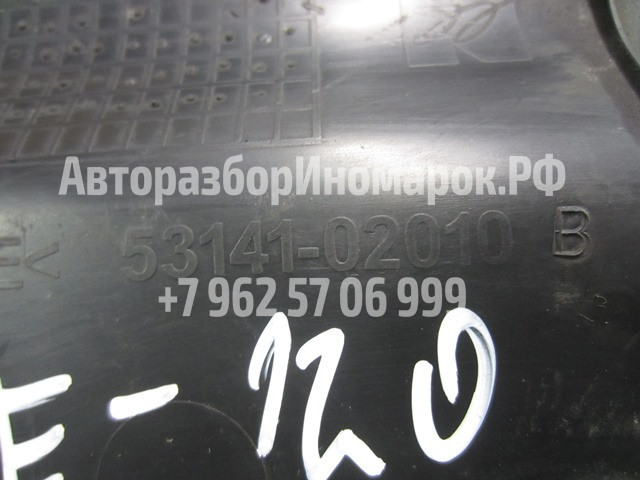 АвторазборИномарок.РФ
53141-02010 B
+7 962 57 06 999
E-120